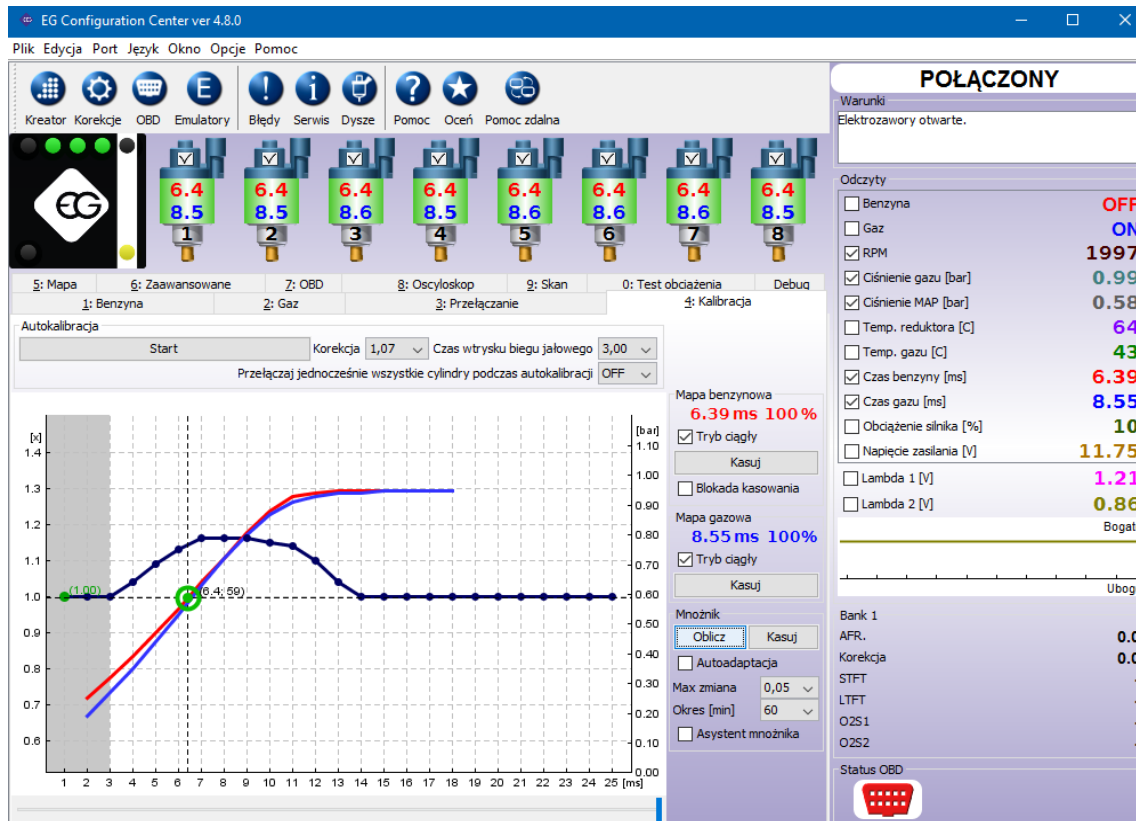 EG Configuration Center ver 4.8.0
Plik Edycja Port Język Okno Opcje Pomoc
Kreator Korekcje OBD Emulatory Błędy Serwis Dysze Pomoc Oceń Pomoc zdalna
6.4 6.4 6.4 6.4 6.4 6.4 6.4 6.4
8.5 8.5 8.6 8.5 8.6 8.6 8.6 8.5
1 2 3 4 5 6 7 8
EG
5: Mapa 6: Zaawansowane 7: OBD 8: Oscyloskop 9: Skan 0: Test obciążenia Debug
1: Benzyna 2: Gaz 3: Przełączanie 4: Kalibracja
Autokalibracja
Start Korekcja 1,07 Czas wtrysku biegu jałowego 3,00
Przełączaj jednocześnie wszystkie cylindry podczas autokalibracji OFF
[x]
1.4
1.3
1.2
1.1
1.0
0.9
0.8
0.7
0.6
(1.00)
(6.4; 59)
[bar]
1.10
1.00
0.90
0.80
0.70
0.60
0.50
0.40
0.30
0.20
0.10
0.00
1 2 3 4 5 6 7 8 9 10 11 12 13 14 15 16 17 18 19 20 21 22 23 24 25 [ms]
Mapa benzynowa
6.39 ms 100 %
Tryb ciągły
Kasuj
Blokada kasowania
Mapa gazowa
8.55 ms 100%
Tryb ciągły
Kasuj
Mnożnik
Oblicz Kasuj
Autoadaptacja
Max zmiana 0,05
Okres [min] 60
Asystent mnożnika
POŁĄCZONY
Warunki
Elektrozawory otwarte.
Odczyty
Benzyna OFF
Gaz ON
RPM 1997
Ciśnienie gazu [bar] 0.99
Ciśnienie MAP [bar] 0.58
Temp. reduktora [C] 64
Temp. gazu [C] 43
Czas benzyny [ms] 6.39
Czas gazu [ms] 8.55
Obciążenie silnika [%] 10
Napięcie zasilania [V] 11.75
Lambda 1 [V] 1.21
Lambda 2 [V] 0.86
Bogat
Ubog
Bank 1
AFR. 0.0
Korekcja 0.0
STFT
LTFT
O2S1
O2S2
Status OBD